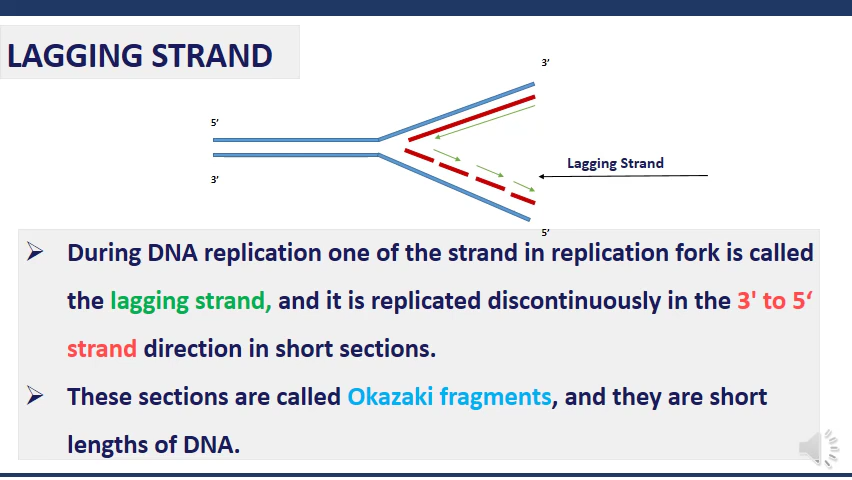 LAGGING STRAND
3’
5’
Lagging Strand
3’
5’
➢ During DNA replication one of the strand in replication fork is called
the lagging strand, and it is replicated discontinuously in the 3' to 5‘
strand direction in short sections.
➢ These sections are called Okazaki fragments, and they are short
lengths of DNA.